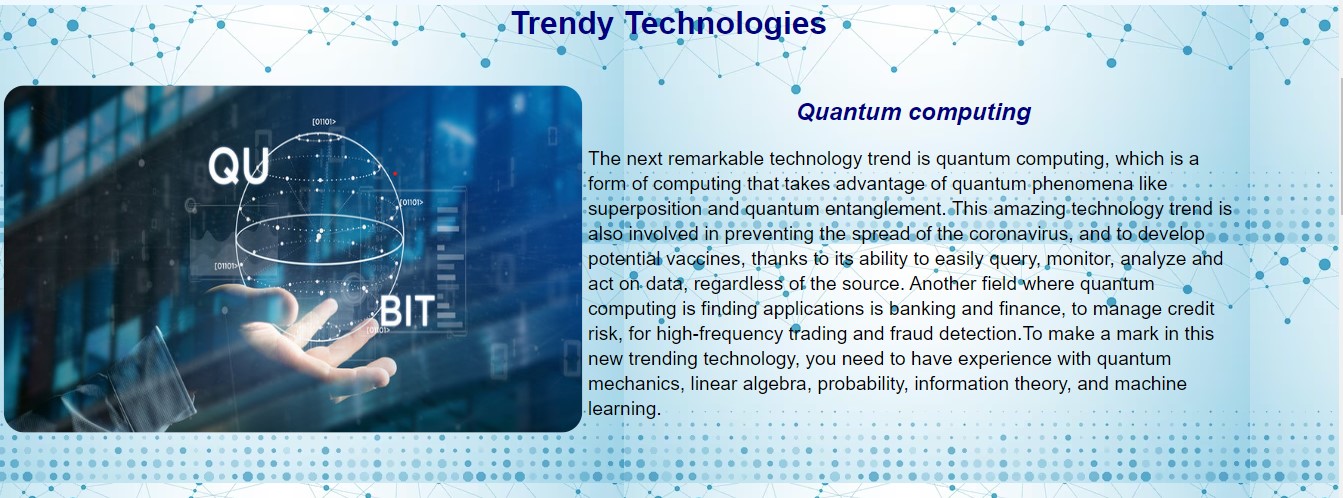 Trendy Technologies
Quantum computing
[01101>
QU
[01101>
[01101>
BIT
[01101>
The next remarkable technology trend is quantum computing, which is a
form of computing that takes advantage of quantum phenomena like
superposition and quantum entanglement. This amazing technology trend is
also involved in preventing the spread of the coronavirus, and to develop
potential vaccines, thanks to its ability to easily query, monitor, analyze and
act on data, regardless of the source. Another field where quantum
computing is finding applications is banking and finance, to manage credit
risk, for high-frequency trading and fraud detection.To make a mark in this
new trending technology, you need to have experience with quantum
mechanics, linear algebra, probability, information theory, and machine
learning.